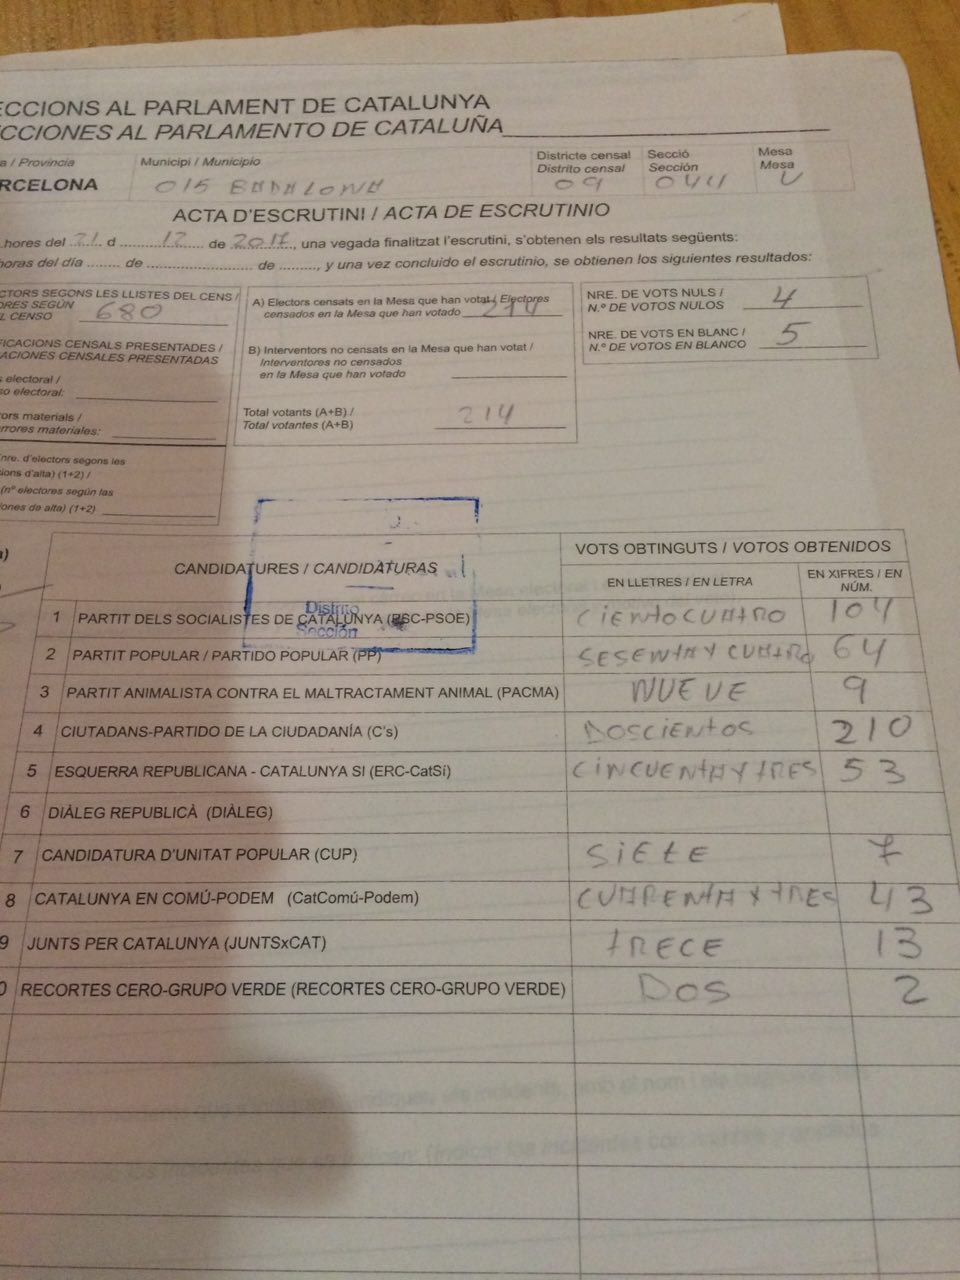 ECCIONS AL PARLAMENT DE CATALUNYA
CCIONES AL PARLAMENTO DE CATALUÑA
a / Provincia Municipi / Municipio Districte censal Distrito censal Secció Sección Mesa Mesa
RCELONA 015 BADALONA 09 044 U
ACTA D'ESCRUTINI / ACTA DE ESCRUTINIO
hores del 21 d 12 de 2017, una vegada finalitzat l'escrutini, s'obtenen els resultats següents:
horas del día ........ de ........................ de ........, y una vez concluido el escrutinio, se obtienen los siguientes resultados:
CTORS SEGONS LES LLISTES DEL CENS /
ORES SEGÚN
L CENSO 680
FICACIONS CENSALS PRESENTADES /
ACIONES CENSALES PRESENTADAS
s electoral /
so electoral:
ors materials /
rrores materiales:
nre. d'electors segons les
ions d'alta) (1+2) /
(nº electores según las
iones de alta) (1+2)
A) Electors censats en la Mesa que han votat / Electores
censados en la Mesa que han votado
B) Interventors no censats en la Mesa que han votat /
Interventores no censados
en la Mesa que han votado
Total votants (A+B) /
Total votantes (A+B) 214
NRE. DE VOTS NULS /
N.º DE VOTOS NULOS 4
NRE. DE VOTS EN BLANC /
N.º DE VOTOS EN BLANCO 5
Distrito
Sección
CANDIDATURES / CANDIDATURAS
VOTS OBTINGUTS / VOTOS OBTENIDOS
EN LLETRES / EN LETRA EN XIFRES / EN NÚM.
1 PARTIT DELS SOCIALISTES DE CATALUNYA (PSC-PSOE) CIENTOCUATRO 104
2 PARTIT POPULAR / PARTIDO POPULAR (PP) SESENTA Y CUATRO 64
3 PARTIT ANIMALISTA CONTRA EL MALTRACTAMENT ANIMAL (PACMA) NUEVE 9
4 CIUTADANS-PARTIDO DE LA CIUDADANÍA (C's) DOSCIENTOS 210
5 ESQUERRA REPUBLICANA - CATALUNYA SI (ERC-CatSí) CINCUENTA Y TRES 53
6 DIÀLEG REPUBLICÀ (DIÀLEG)
7 CANDIDATURA D'UNITAT POPULAR (CUP) SIETE 7
8 CATALUNYA EN COMÚ-PODEM (CatComú-Podem) CUARENTA Y TRES 43
9 JUNTS PER CATALUNYA (JUNTSxCAT) TRECE 13
0 RECORTES CERO-GRUPO VERDE (RECORTES CERO-GRUPO VERDE) DOS 2